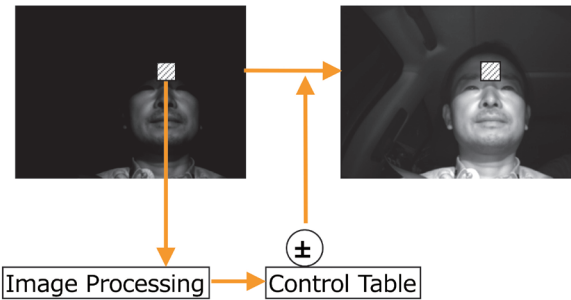 ±
Image Processing
Control Table